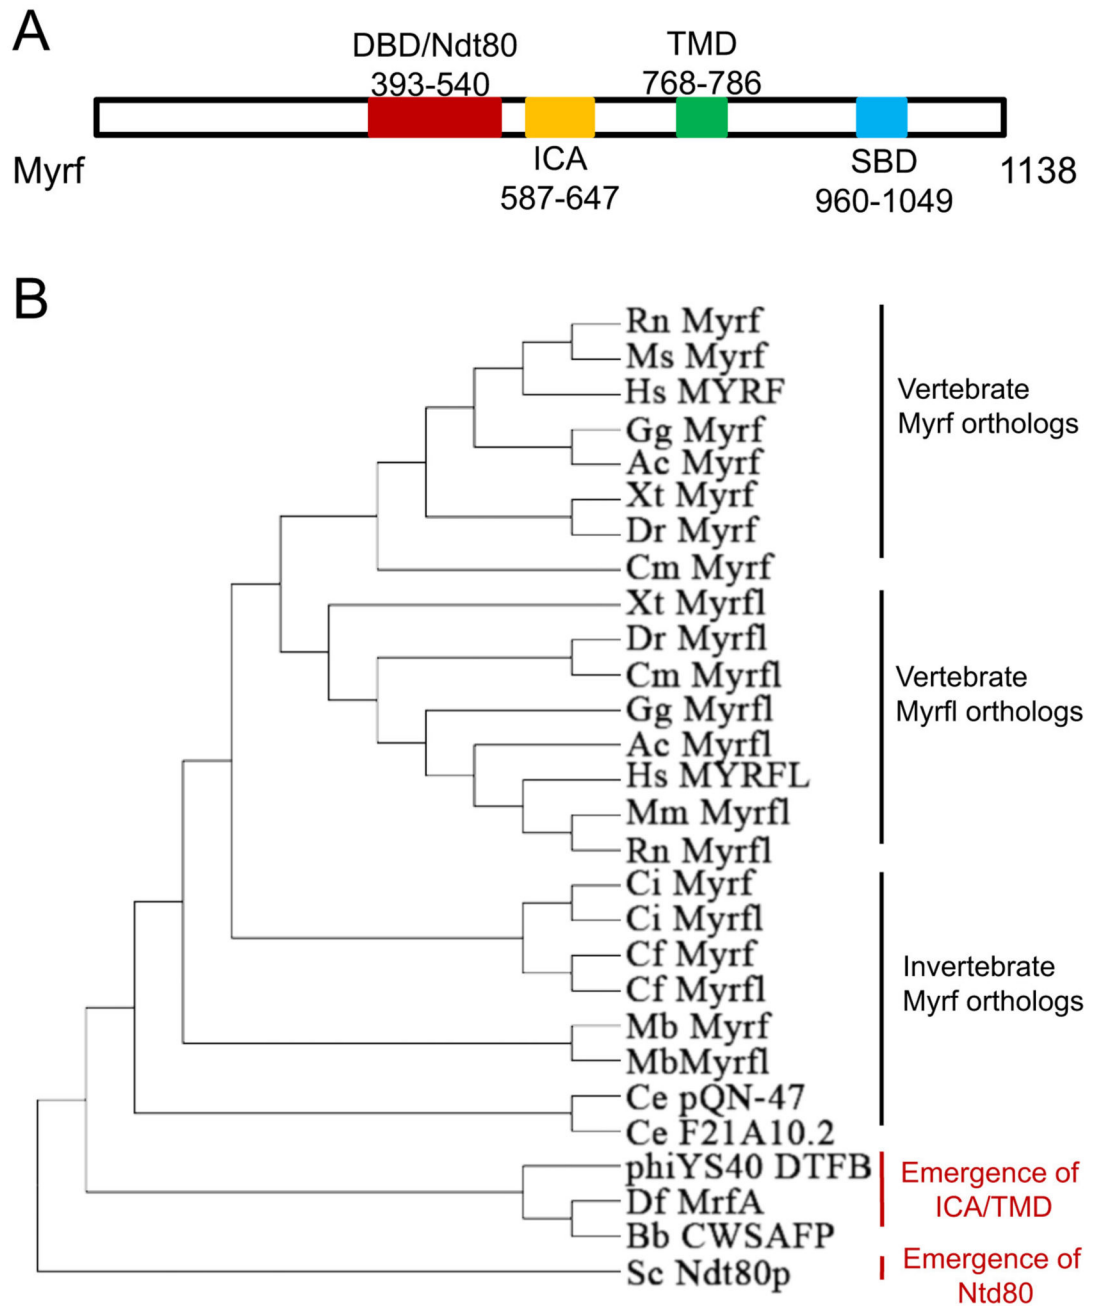 A
DBD/Ndt80
393-540
TMD
768-786
Myrf
ICA
587-647
SBD
960-1049
1138
B
Rn Myrf
Ms Myrf
Hs MYRF
Gg Myrf
Ac Myrf
Xt Myrf
Dr Myrf
Cm Myrf
Vertebrate
Myrf orthologs
Xt Myrfl
Dr Myrfl
Cm Myrfl
Gg Myrfl
Ac Myrfl
Hs MYRFL
Mm Myrfl
Rn Myrfl
Vertebrate
Myrfl orthologs
Ci Myrf
Ci Myrfl
Cf Myrf
Cf Myrfl
Mb Myrf
MbMyrfl
Ce pQN-47
Ce F21A10.2
Invertebrate
Myrf orthologs
phiYS40 DTFB
Df MrfA
Bb CWSAFP
Emergence of
ICA/TMD
Sc Ndt80p
Emergence of
Ntd80